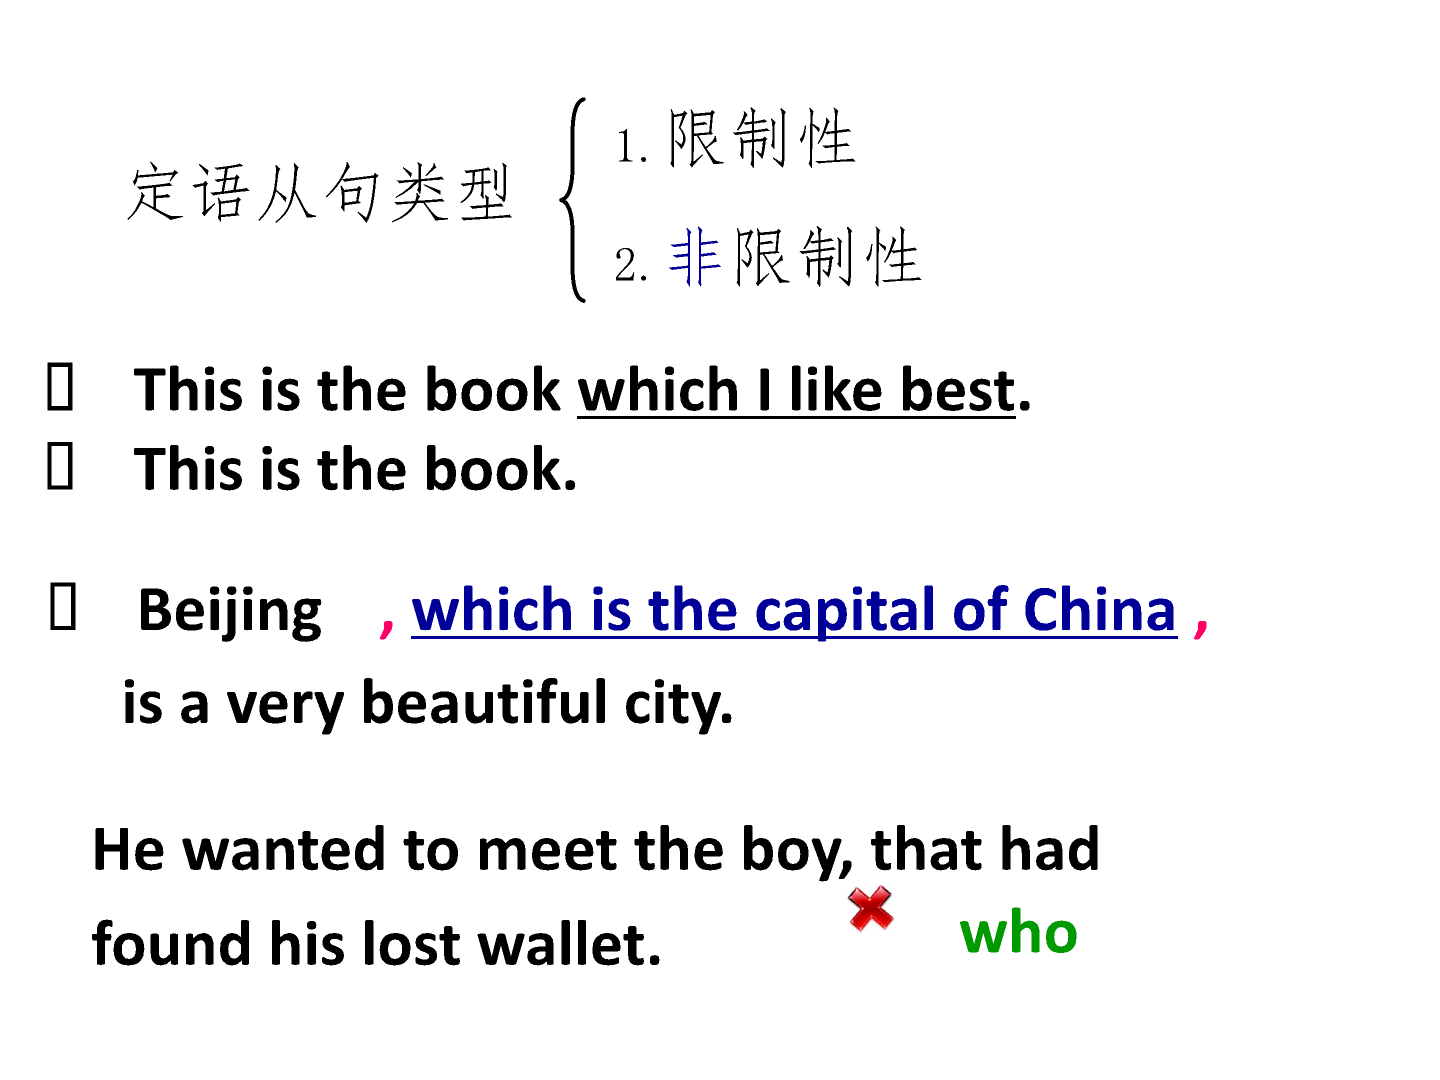 定语从句类型
1.限制性
2.非限制性
This is the book which I like best.
This is the book.
Beijing , which is the capital of China ,
is a very beautiful city.
He wanted to meet the boy, that had
found his lost wallet.
who